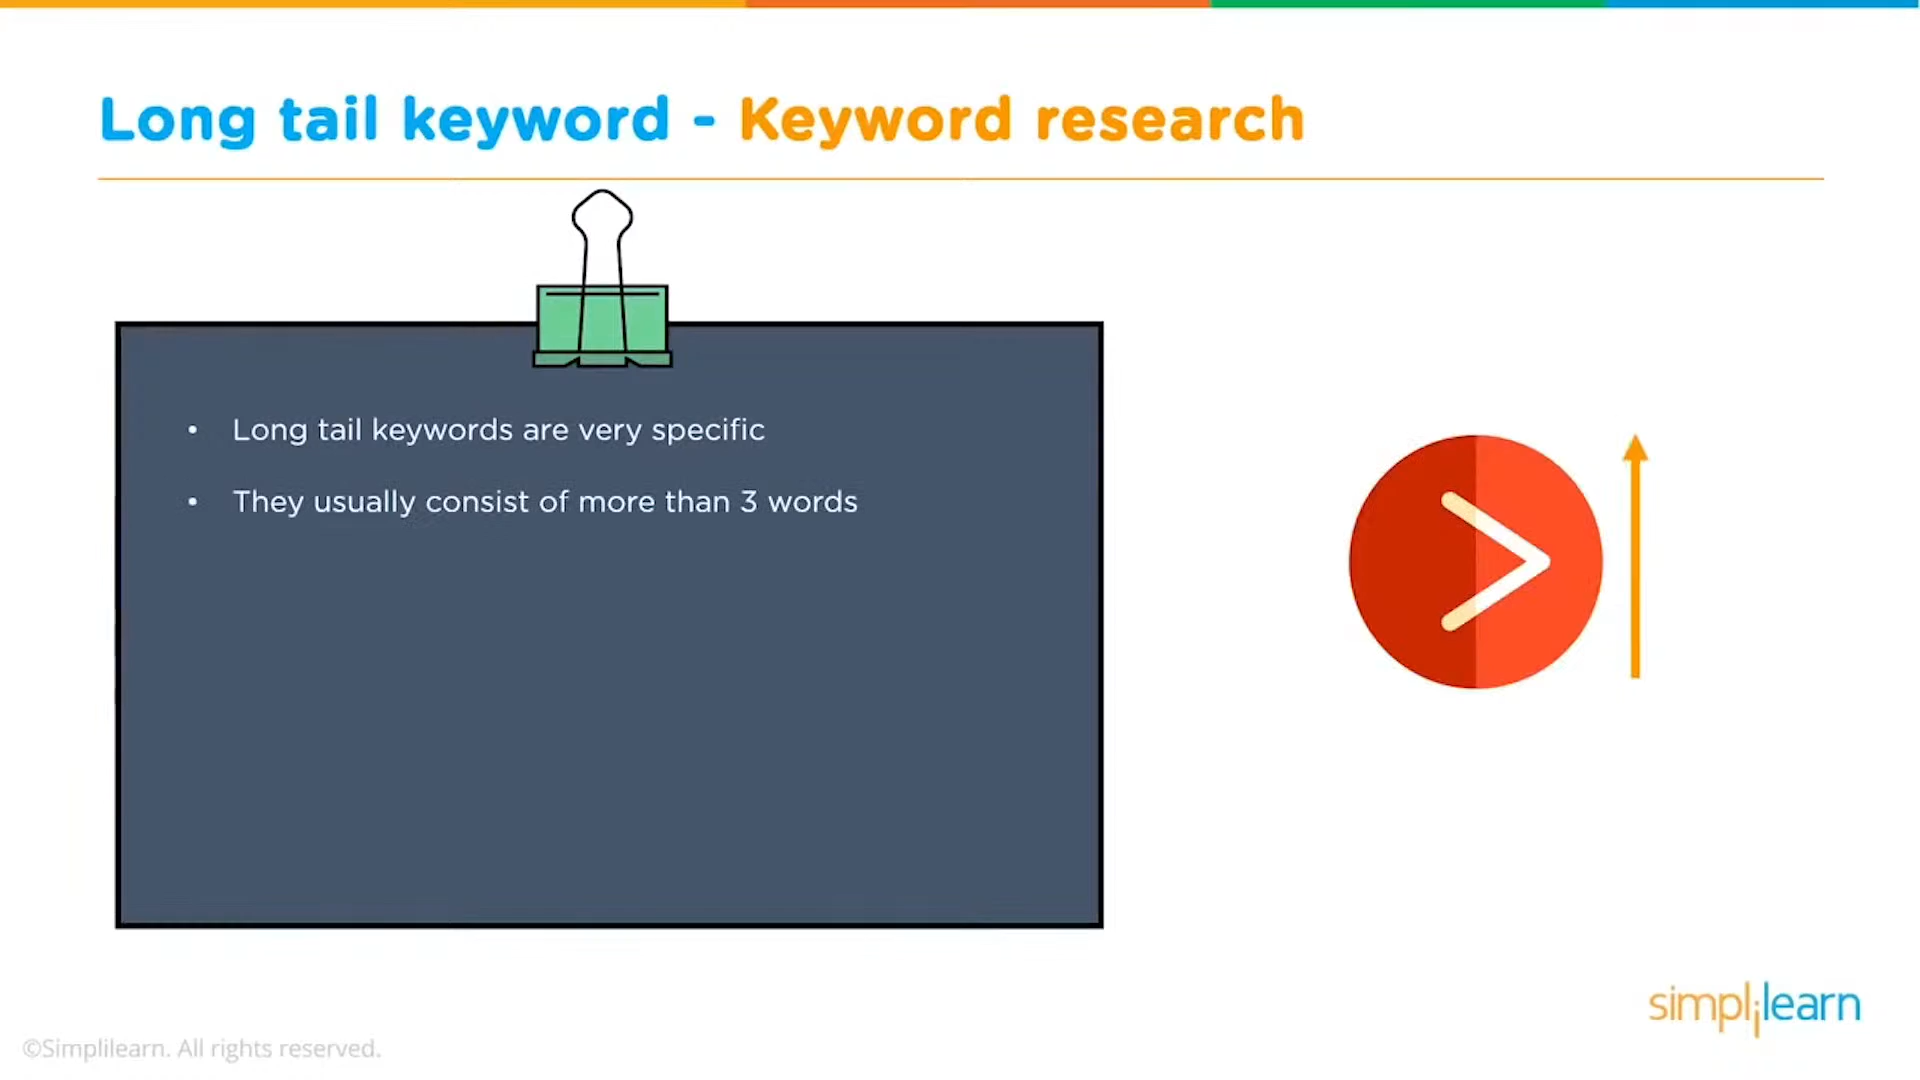 Long tail keyword - Keyword research
• Long tail keywords are very specific
• They usually consist of more than 3 words
simplilearn
©Simplilearn. All rights reserved.